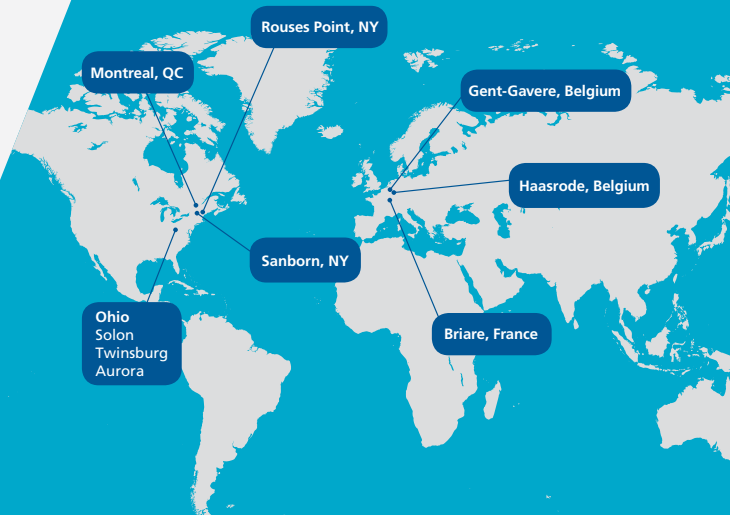 Rouses Point, NY
Montreal, QC
Gent-Gavere, Belgium
Haasrode, Belgium
Sanborn, NY
Ohio
Solon
Twinsburg
Aurora
Briare, France